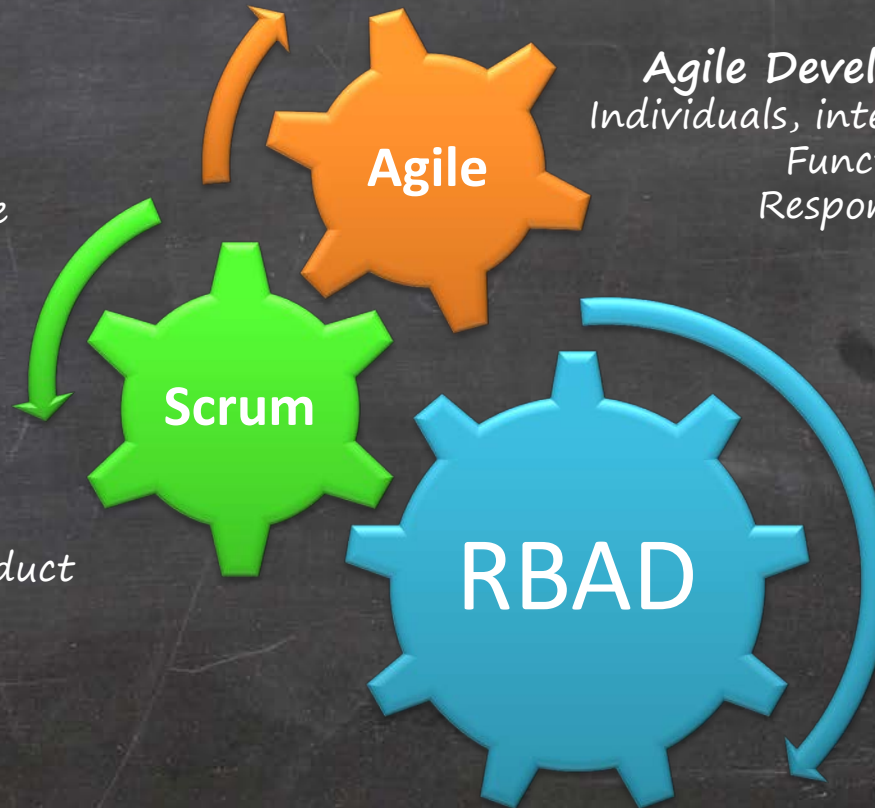 Agile Devel
Individuals, inte
Func
Respon
Agile
e
Scrum
duct
RBAD